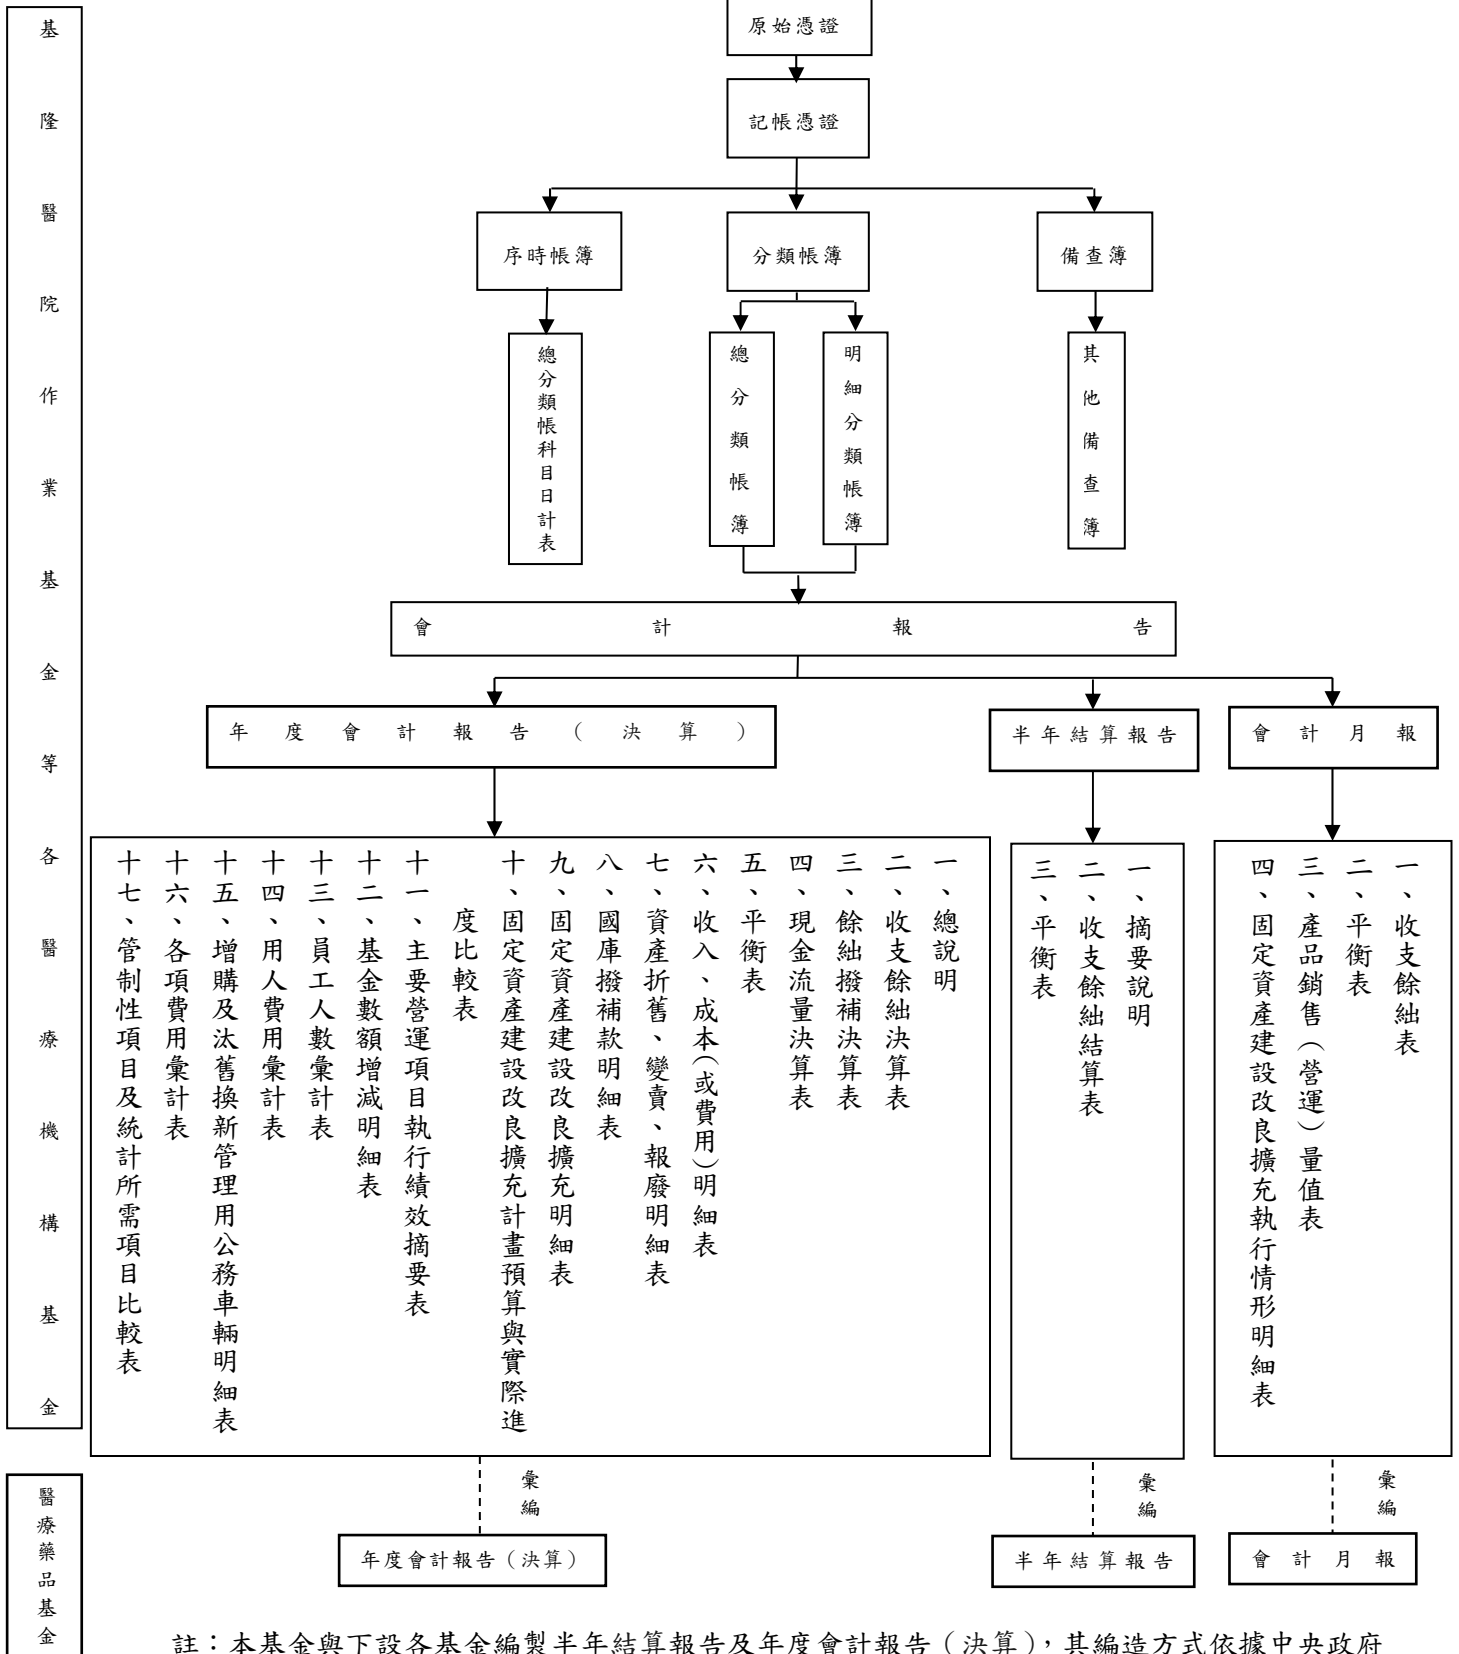 基隆醫院作業基金等各醫療機構基金
原始憑證
記帳憑證
序時帳簿
分類帳簿
備查簿
總分類帳科目日計表
總分類帳簿
明細分類帳簿
其他備查簿
會計報告
年度會計報告（決算）
半年結算報告
會計月報
一、總說明
二、收支餘絀決算表
三、餘絀撥補決算表
四、現金流量決算表
五、平衡表
六、收入、成本(或費用)明細表
七、資產折舊、變賣、報廢明細表
八、國庫撥補款明細表
九、固定資產建設改良擴充明細表
十、固定資產建設改良擴充計畫預算與實際進
度比較表
十一、主要營運項目執行績效摘要表
十二、基金數額增減明細表
十三、員工人數彙計表
十四、用人費用彙計表
十五、增購及汰舊換新管理用公務車輛明細表
十六、各項費用彙計表
十七、管制性項目及統計所需項目比較表
一、摘要說明
二、收支餘絀結算表
三、平衡表
一、收支餘絀表
二、平衡表
三、產品銷售（營運）量值表
四、固定資產建設改良擴充執行情形明細表
彙編
彙編
彙編
醫療藥品基金
年度會計報告（決算）
半年結算報告
會計月報
註：本基金與下設各基金編製半年結算報告及年度會計報告（決算），其編造方式依據中央政府